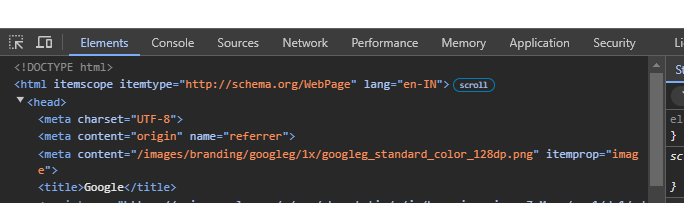 Elements Console Sources Network Performance Memory Application Security
<!DOCTYPE html>
<html itemscope itemtype="http://schema.org/WebPage" lang="en-IN"> scroll
<head>
<meta charset="UTF-8">
<meta content="origin" name="referrer">
<meta content="/images/branding/googleg/1x/googleg_standard_color_128dp.png" itemprop="imag
e">
<title>Google</title>
}
}